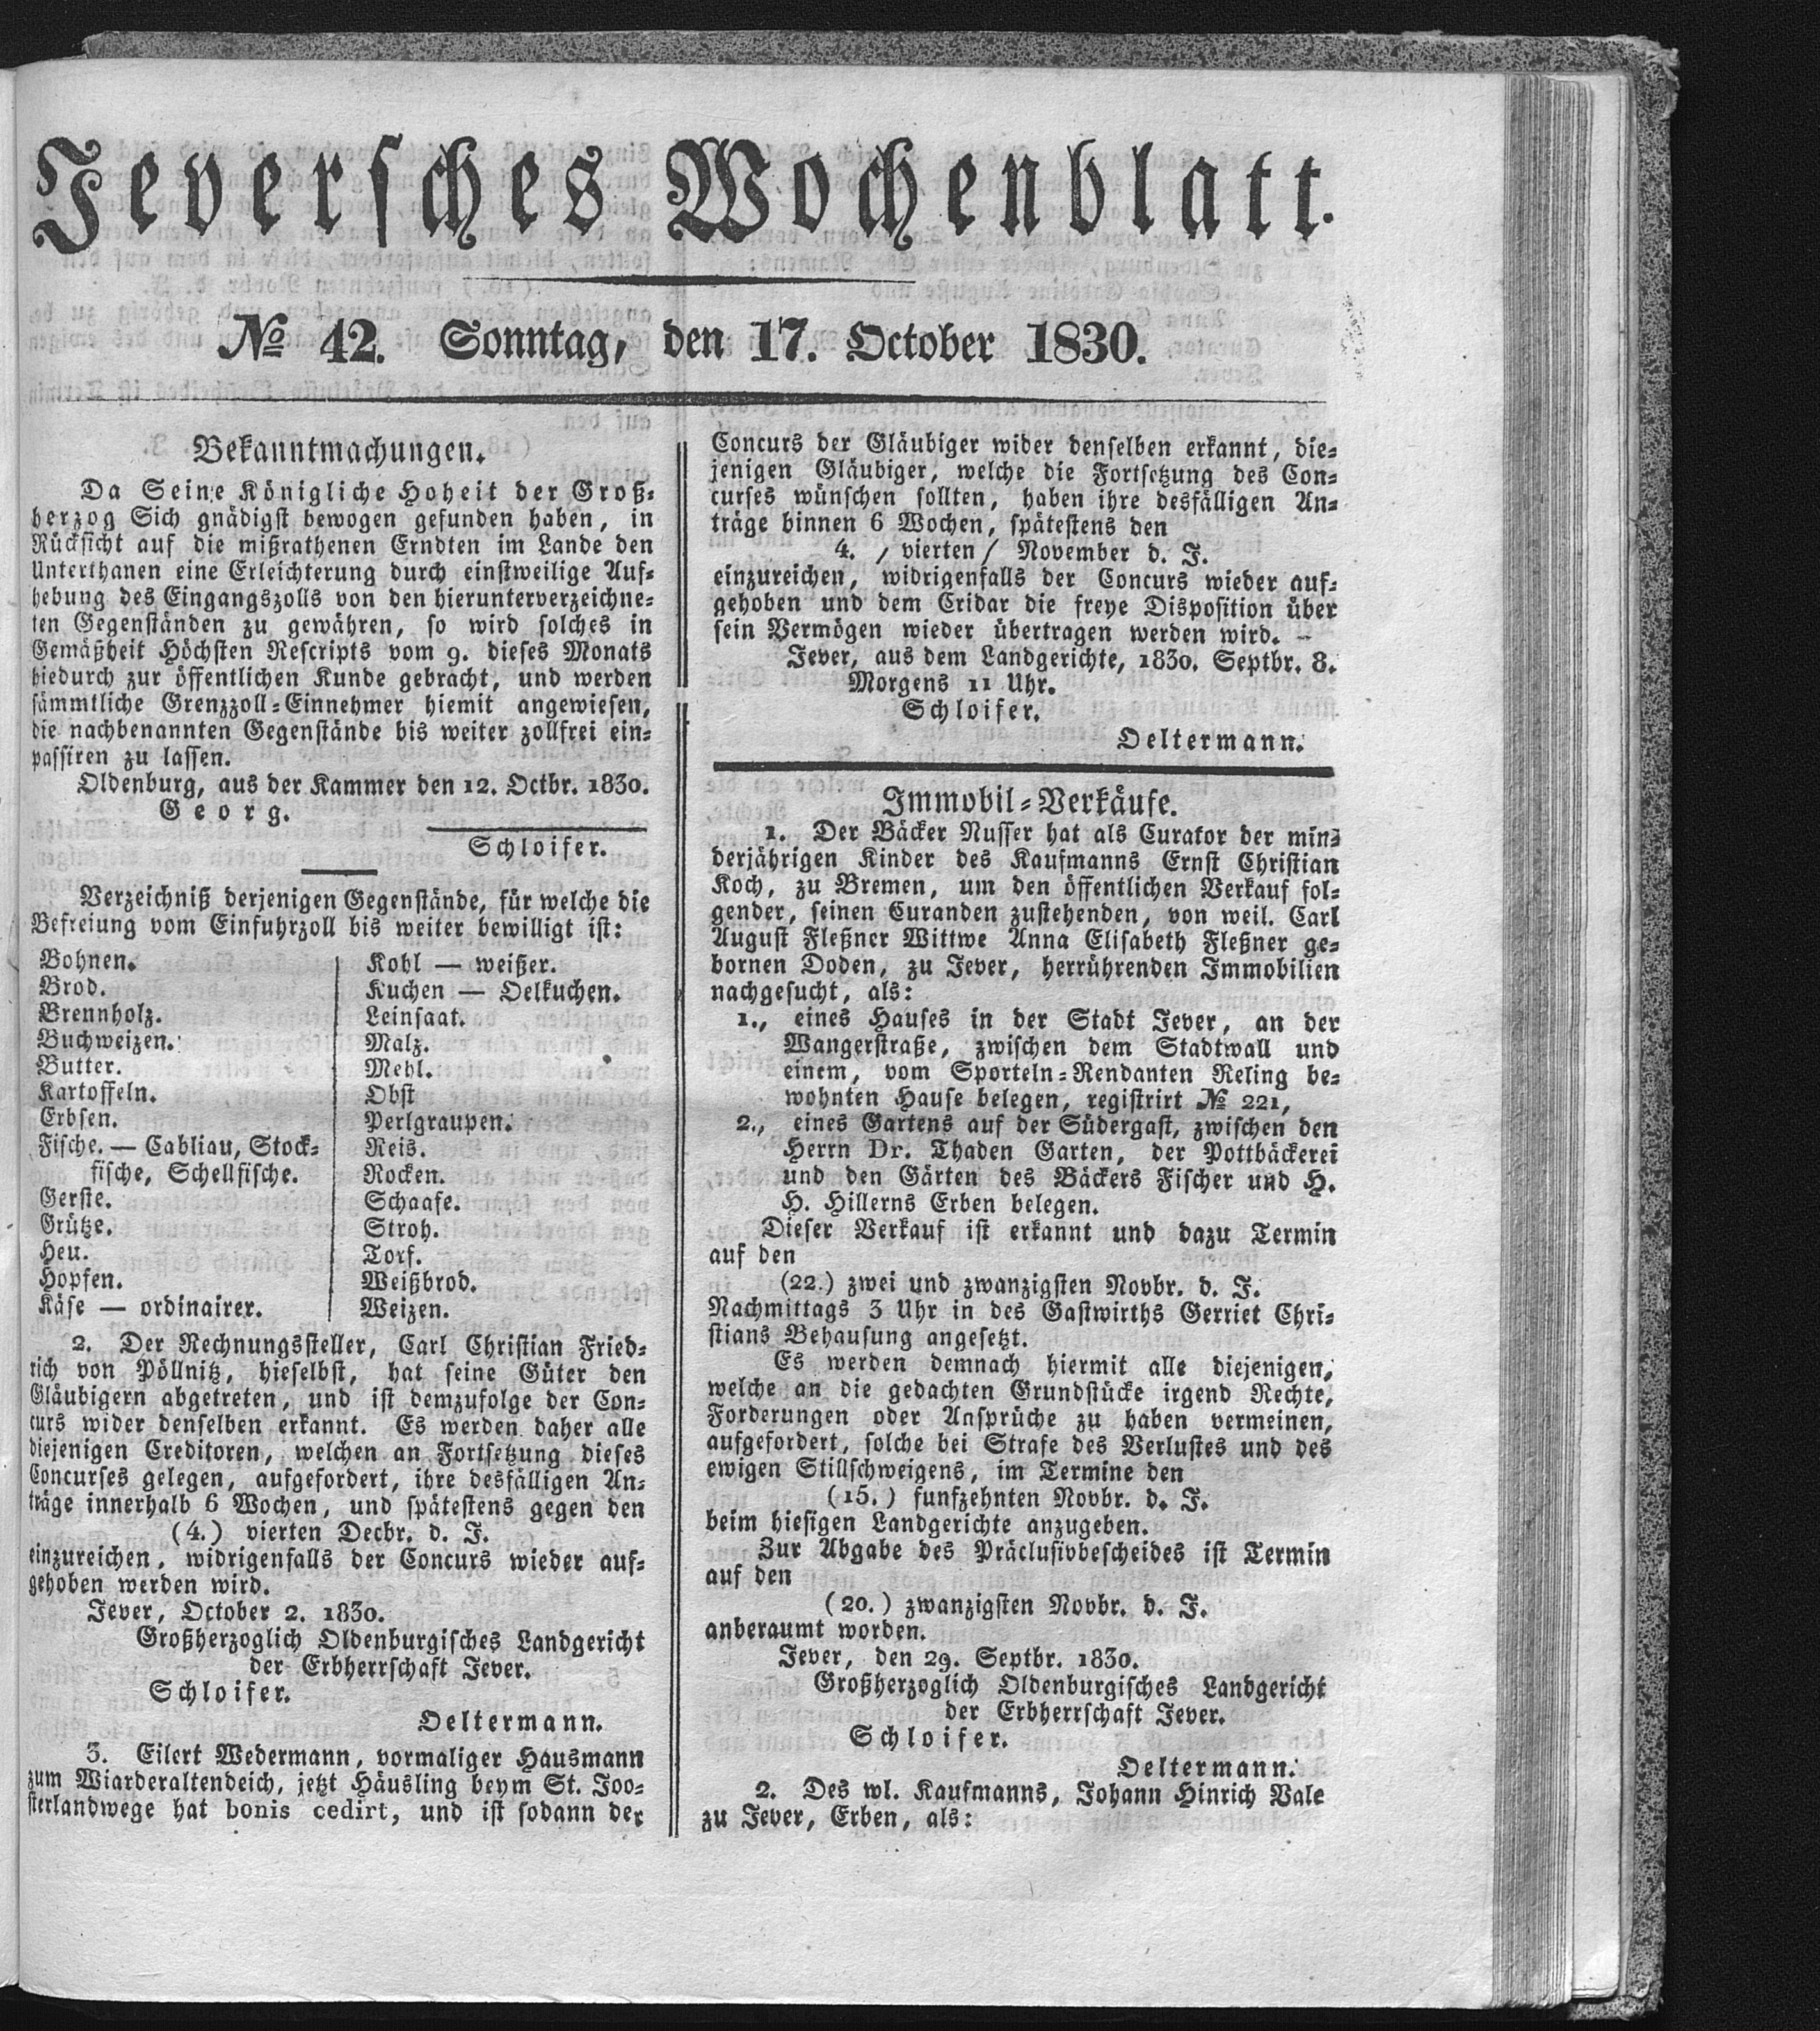 Jeversches Wochenblatt.
№ 42. Sonntag, den 17. October 1830.
Bekanntmachungen.
Da Seine Königliche Hoheit der Groß-
herzog Sich gnädigst bewogen gefunden haben, in
Rücksicht auf die mißrathenen Erndten im Lande den
Unterthanen eine Erleichterung durch einstweilige Auf-
hebung des Eingangszolls von den hierunterverzeichne-
ten Gegenständen zu gewähren, so wird solches in
Gemäßheit Höchsten Rescripts vom 9. dieses Monats
hiedurch zur öffentlichen Kunde gebracht, und werden
sämmtliche Grenzzoll-Einnehmer hiemit angewiesen,
die nachbenannten Gegenstände bis weiter zollfrei ein-
passiren zu lassen.
Oldenburg, aus der Kammer den 12. Octbr. 1830.
Georg.
Schloifer.
Verzeichniß derjenigen Gegenstände, für welche die
Befreiung vom Einfuhrzoll bis weiter bewilligt ist:
Bohnen.
Brod.
Brennholz.
Buchweizen.
Butter.
Kartoffeln.
Erbsen.
Fische. — Cabliau, Stock-
fische, Schellfische.
Gerste.
Grütze.
Heu.
Hopfen.
Käse — ordinairer.
Kohl — weißer.
Kuchen — Oelkuchen.
Leinsaat.
Malz.
Mehl.
Obst
Perlgraupen.
Reis.
Rocken.
Schaafe.
Stroh.
Torf.
Weißbrod.
Weizen.
2. Der Rechnungssteller, Carl Christian Fried-
rich von Pöllnitz, hieselbst, hat seine Güter den
Gläubigern abgetreten, und ist demzufolge der Con-
curs wider denselben erkannt. Es werden daher alle
diejenigen Creditoren, welchen an Fortsetzung dieses
Concurses gelegen, aufgefordert, ihre desfälligen An-
träge innerhalb 6 Wochen, und spätestens gegen den
(4.) vierten Decbr. d. J.
einzureichen, widrigenfalls der Concurs wieder auf-
gehoben werden wird.
Jever, October 2. 1830.
Großherzoglich Oldenburgisches Landgericht
der Erbherrschaft Jever.
Schloifer.
Oeltermann.
3. Eilert Wedermann, vormaliger Hausmann
zum Wiarderaltendeich, jetzt Häusling beym St. Joo-
sterlandwege hat bonis cedirt, und ist sodann der
Concurs der Gläubiger wider denselben erkannt, die-
jenigen Gläubiger, welche die Fortsetzung des Con-
curses wünschen sollten, haben ihre desfälligen An-
träge binnen 6 Wochen, spätestens den
4. / vierten / November d. J.
einzureichen, widrigenfalls der Concurs wieder auf-
gehoben und dem Cridar die freye Disposition über
sein Vermögen wieder übertragen werden wird. —
Jever, aus dem Landgerichte, 1830. Septbr. 8.
Morgens 11 Uhr.
Schloifer.
Oeltermann.
Immobil-Verkäufe.
1. Der Bäcker Nusser hat als Curator der min-
derjährigen Kinder des Kaufmanns Ernst Christian
Koch, zu Bremen, um den öffentlichen Verkauf fol-
gender, seinen Curanden zustehenden, von weil. Carl
August Fleßner Wittwe Anna Elisabeth Fleßner ge-
bornen Doden, zu Jever, herrührenden Immobilien
nachgesucht, als:
1., eines Hauses in der Stadt Jever, an der
Wangerstraße, zwischen dem Stadtwall und
einem, vom Sporteln-Rendanten Reling be-
wohnten Hause belegen, registrirt № 221,
2., eines Gartens auf der Südergast, zwischen den
Herrn Dr. Thaden Garten, der Pottbäckerei
und den Gärten des Bäckers Fischer und H.
H. Hillerns Erben belegen.
Dieser Verkauf ist erkannt und dazu Termin
auf den
(22.) zwei und zwanzigsten Novbr. d. J.
Nachmittags 3 Uhr in des Gastwirths Gerriet Chri-
stians Behausung angesetzt.
Es werden demnach hiermit alle diejenigen,
welche an die gedachten Grundstücke irgend Rechte,
Forderungen oder Ansprüche zu haben vermeinen,
aufgefordert, solche bei Strafe des Verlustes und des
ewigen Stillschweigens, im Termine den
(15.) funfzehnten Novbr. d. J.
beim hiesigen Landgerichte anzugeben.
Zur Abgabe des Präclusivbescheides ist Termin
auf den
(20.) zwanzigsten Novbr. d. J.
anberaumt worden.
Jever, den 29. Septbr. 1830.
Großherzoglich Oldenburgisches Landgericht
der Erbherrschaft Jever.
Schloifer.
Oeltermann.
2. Des wl. Kaufmanns, Johann Hinrich Vale
zu Jever, Erben, als: